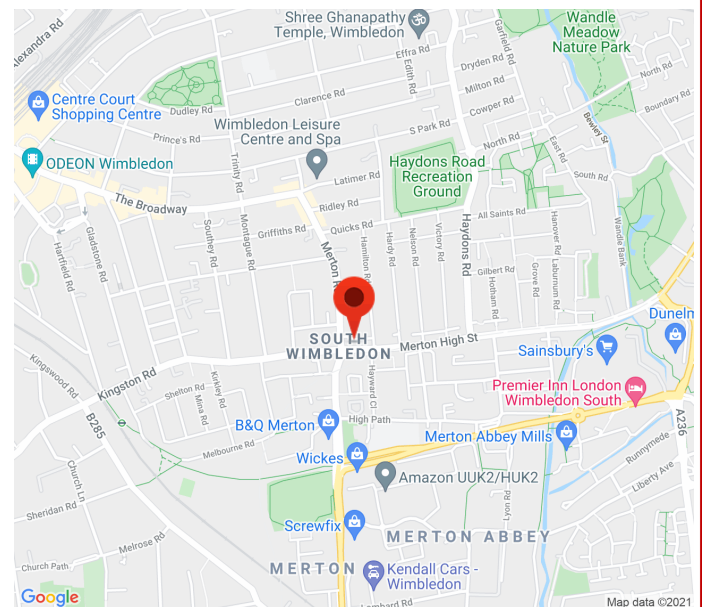 Shree Ghanapathy
Temple, Wimbledon
Wandle
Meadow
Nature Park
Alexandra Rd
Effra Rd
Edith Rd
Garfield Rd
Dryden Rd
Milton Rd
North Rd
Centre Court
Shopping Centre
Clarence Rd
Dudley Rd
Cowper Rd
Boundary Rd
Bewley St
Wimbledon Leisure
Centre and Spa
S Park Rd
North Rd
Prince's Rd
East Rd
ODEON Wimbledon
Trinity Rd
Haydons Road
Recreation
Ground
South Rd
Latimer Rd
The Broadway
Ridley Rd
All Saints Rd
Quicks Rd
Griffiths Rd
Gladstone Rd
Hartfield Rd
Southey Rd
Montague Rd
Merton R
Hamilton Rd
Hardy Rd
Nelson Rd
Victory Rd
Haydons Rd
Hanover Rd
Wandle Bank
Gilbert Rd
Hotham Rd
Grove Rd
Laburnum Rd
Dunelm
SOUTH
WIMBLEDON
Merton High St
Sainsbury's
Kingswood Rd
Kingston Rd
Shelton Rd
Mina Rd
Kirkley Rd
Hayward Cl
Premier Inn London
Wimbledon South
B285
B&Q Merton
High Path
A236
Merton Abbey Mills
Melbourne Rd
Wickes
Runnymede
Amazon UUK2/HUK2
Liberty Ave
Church Ln
Lyon Rd
Sheridan Rd
Screwfix
MERTON ABBEY
Melrose Rd
Church Path
MERTON
Kendall Cars -
Wimbledon
Google
Lombard Rd
Map data ©2021